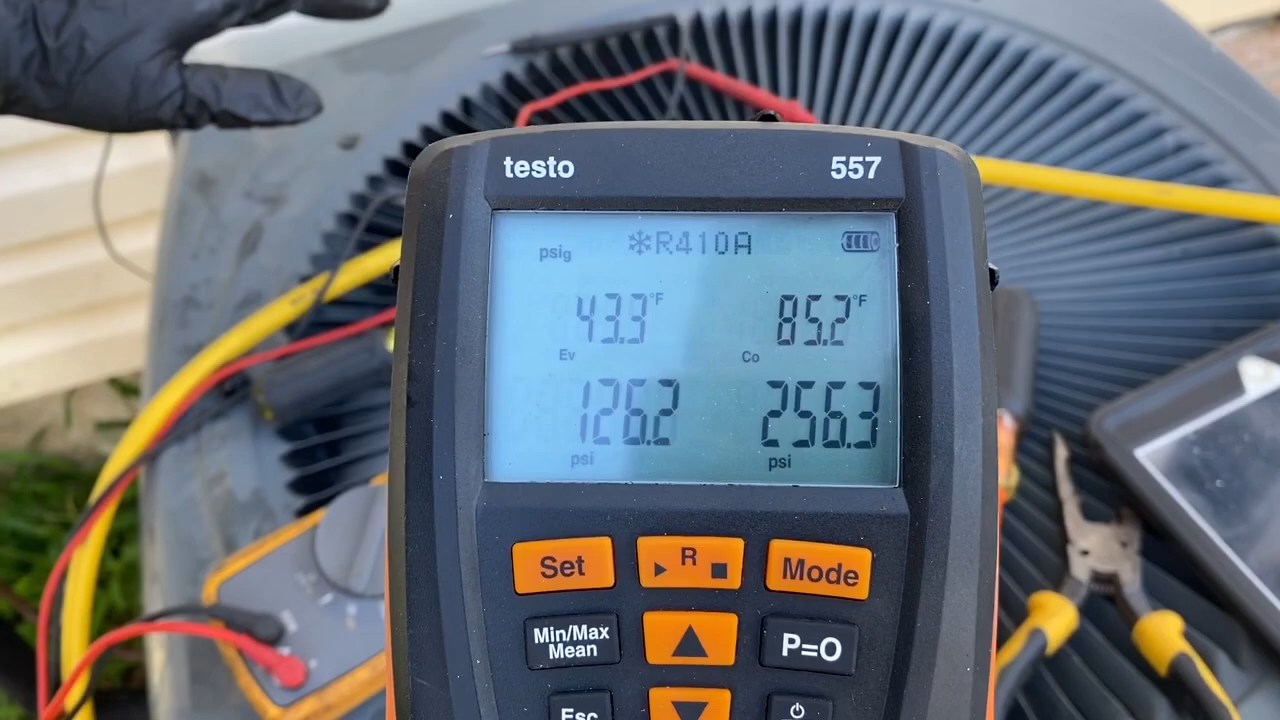 testo 557
psig ❄R410A
43.3°F 85.2°F
Ev Co
126.2 256.3
psi psi
Set ▶ R ■ Mode
Min/Max
Mean ▲ P=O
Esc ▼